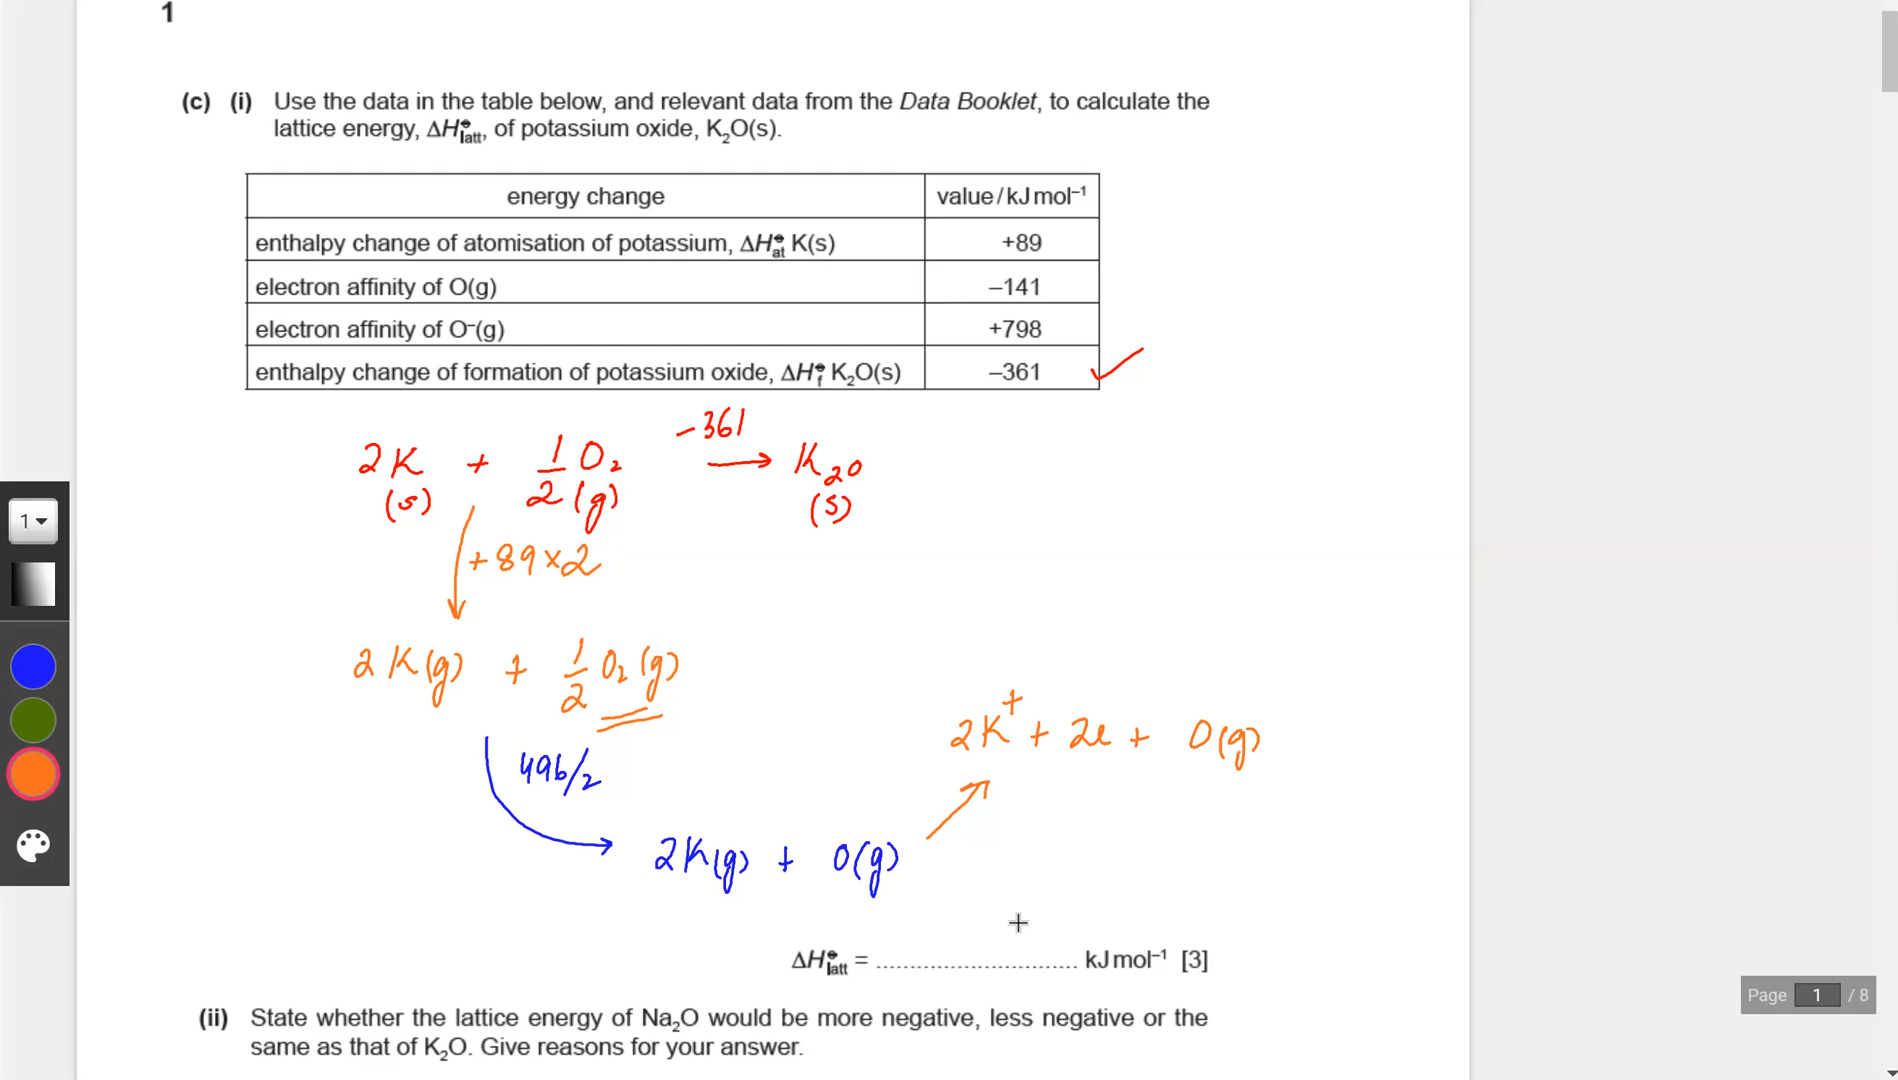 1
(c) (i) Use the data in the table below, and relevant data from the Data Booklet, to calculate the
lattice energy, ΔH⦵latt, of potassium oxide, K₂O(s).
energy change value / kJ mol⁻¹
enthalpy change of atomisation of potassium, ΔH⦵at K(s) +89
electron affinity of O(g) –141
electron affinity of O⁻(g) +798
enthalpy change of formation of potassium oxide, ΔH⦵f K₂O(s) –361
2K (s) + 1/2 O₂ (g) –361 → K₂O (s)
+89×2
2K(g) + 1/2 O₂(g)
496/2
2K⁺ + 2e + O(g)
2K(g) + O(g)
ΔH⦵latt = .............................. kJ mol⁻¹ [3]
(ii) State whether the lattice energy of Na₂O would be more negative, less negative or the
same as that of K₂O. Give reasons for your answer.
1
Page 1 / 8